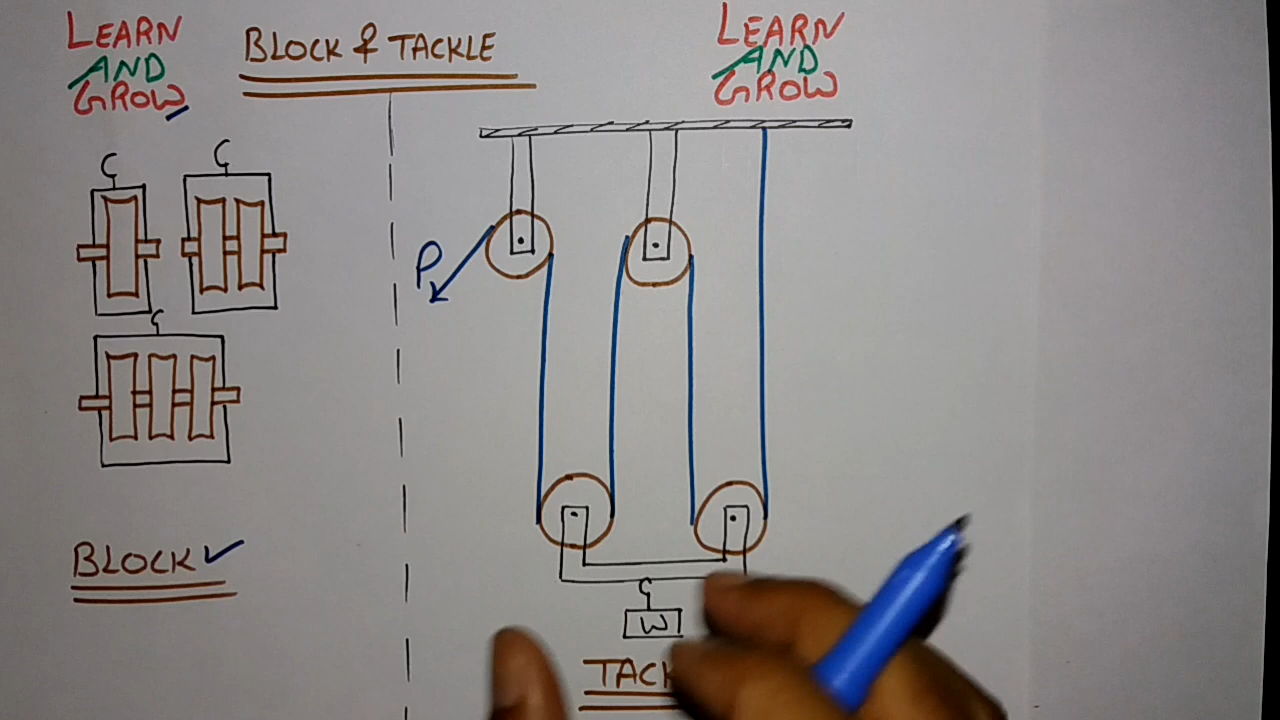 LEARN
AND
GROW
BLOCK & TACKLE
LEARN
AND
GROW
P
BLOCK ✓
W